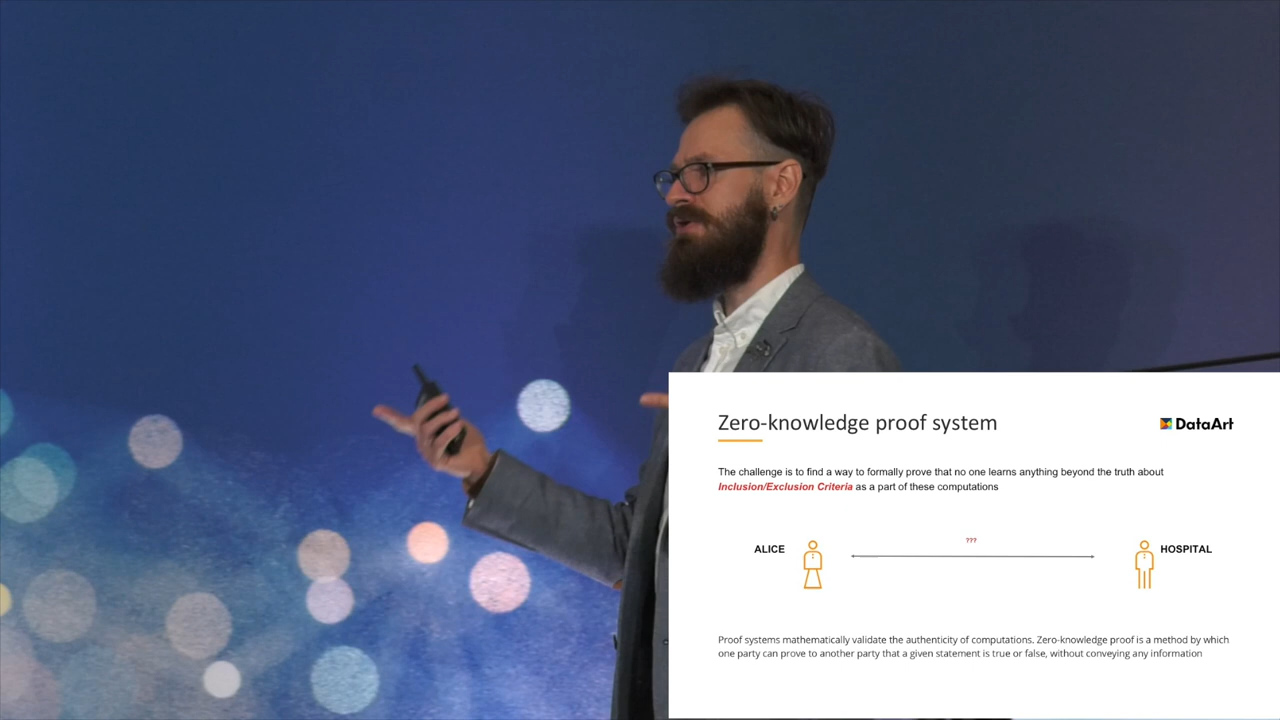 Zero-knowledge proof system
DataArt
The challenge is to find a way to formally prove that no one learns anything beyond the truth about
Inclusion/Exclusion Criteria as a part of these computations
???
ALICE
HOSPITAL
Proof systems mathematically validate the authenticity of computations. Zero-knowledge proof is a method by which
one party can prove to another party that a given statement is true or false, without conveying any information